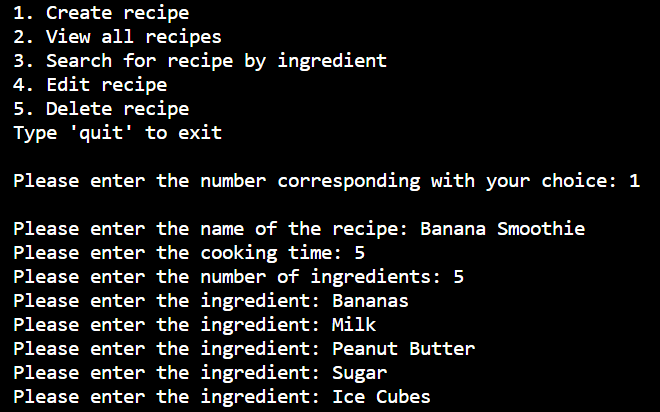 1. Create recipe
2. View all recipes
3. Search for recipe by ingredient
4. Edit recipe
5. Delete recipe
Type 'quit' to exit
Please enter the number corresponding with your choice: 1
Please enter the name of the recipe: Banana Smoothie
Please enter the cooking time: 5
Please enter the number of ingredients: 5
Please enter the ingredient: Bananas
Please enter the ingredient: Milk
Please enter the ingredient: Peanut Butter
Please enter the ingredient: Sugar
Please enter the ingredient: Ice Cubes